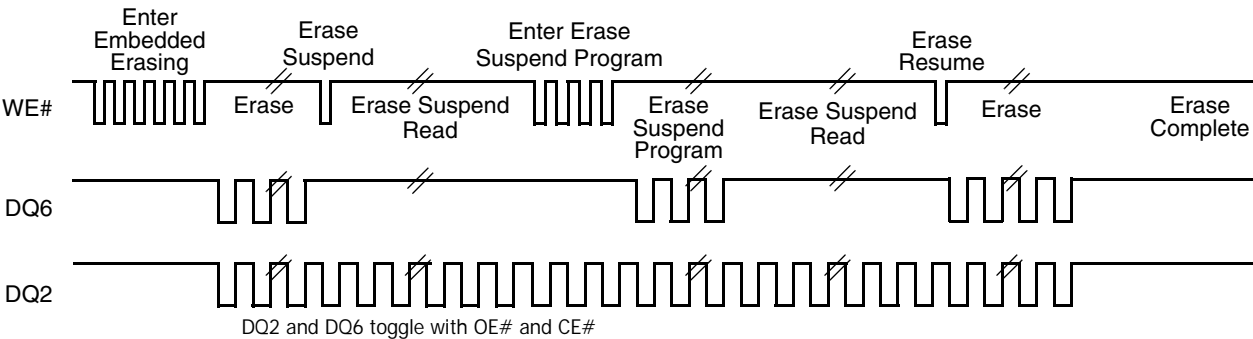 Enter
Embedded
Erasing
Erase
Suspend
Enter Erase
Suspend Program
Erase
Resume
WE#
Erase
Erase Suspend
Read
Erase
Suspend
Program
Erase Suspend
Read
Erase
Erase
Complete
DQ6
DQ2
DQ2 and DQ6 toggle with OE# and CE#